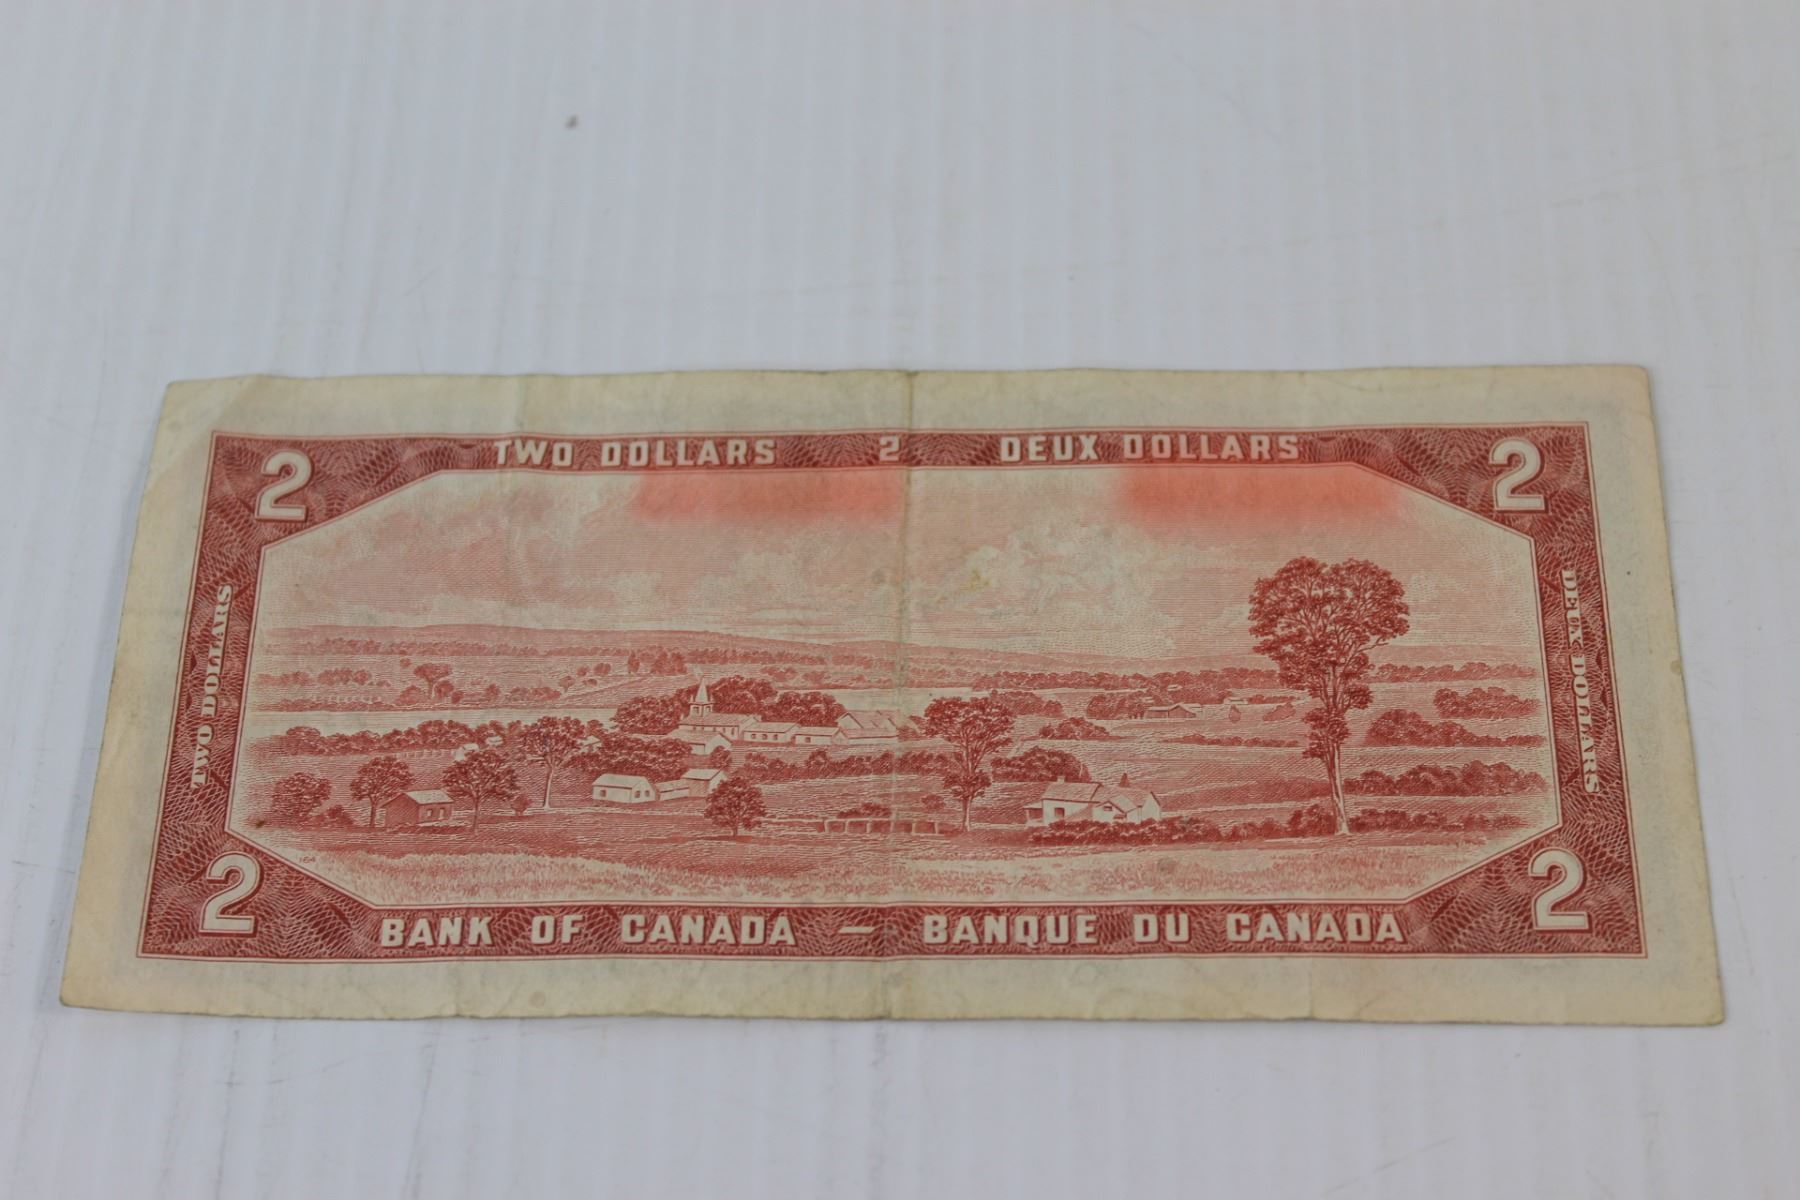 TWO DOLLARS 2 DEUX DOLLARS
2 2
TWO DOLLARS
DEUX DOLLARS
164
2 2
BANK OF CANADA — BANQUE DU CANADA